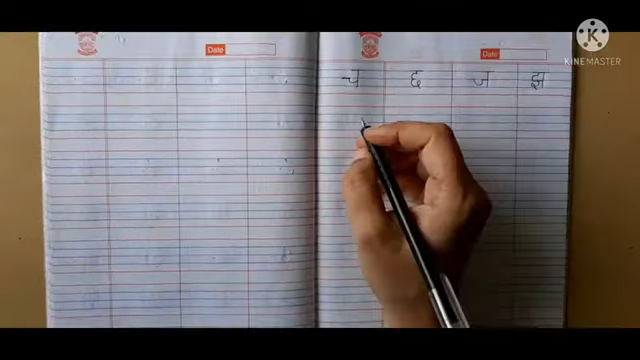 Date
Date
च द ज झ
K
KINEMASTER